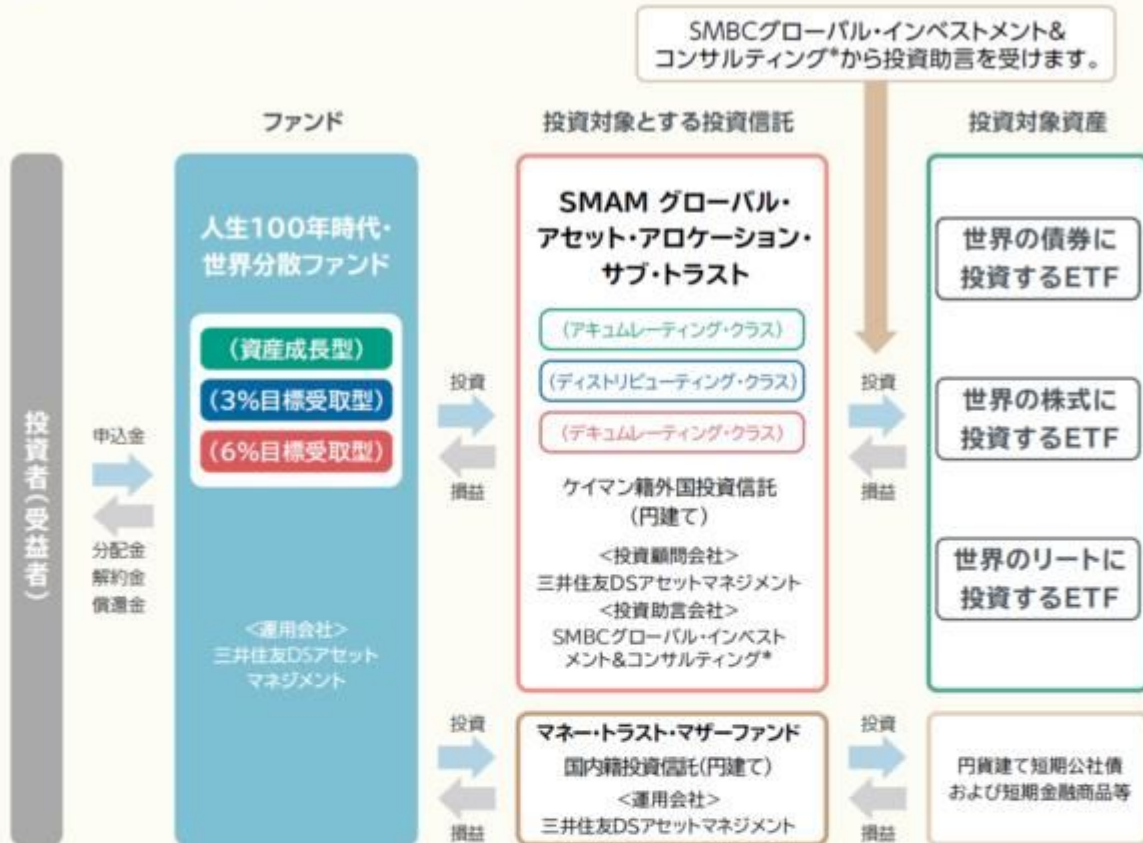 SMBCグローバル・インベストメント&
コンサルティング*から投資助言を受けます。
ファンド
投資対象とする投資信託
投資対象資産
投資者(受益者)
申込金
分配金
解約金
償還金
人生100年時代・
世界分散ファンド
(資産成長型)
(3%目標受取型)
(6%目標受取型)
<運用会社>
三井住友DSアセット
マネジメント
投資
損益
SMAM グローバル・
アセット・アロケーション・
サブ・トラスト
(アキュムレーティング・クラス)
(ディストリビューティング・クラス)
(デキュムレーティング・クラス)
ケイマン籍外国投資信託
(円建て)
<投資顧問会社>
三井住友DSアセットマネジメント
<投資助言会社>
SMBCグローバル・インベスト
メント&コンサルティング*
投資
損益
世界の債券に
投資するETF
世界の株式に
投資するETF
世界のリートに
投資するETF
投資
損益
マネー・トラスト・マザーファンド
国内籍投資信託(円建て)
<運用会社>
三井住友DSアセットマネジメント
投資
損益
円貨建て短期公社債
および短期金融商品等